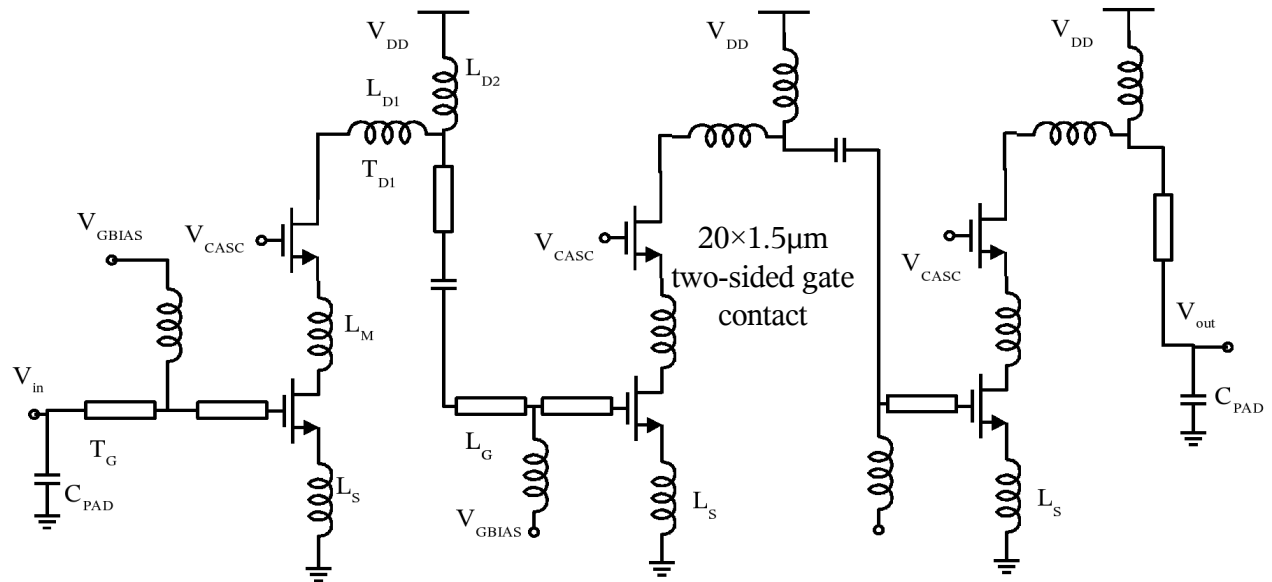 V_DD
V_DD
V_DD
L_D2
L_D1
T_D1
V_GBIAS
V_CASC
V_CASC
20×1.5μm
two-sided gate
contact
V_CASC
L_M
V_out
V_in
C_PAD
T_G
L_G
C_PAD
L_S
L_S
L_S
V_GBIAS